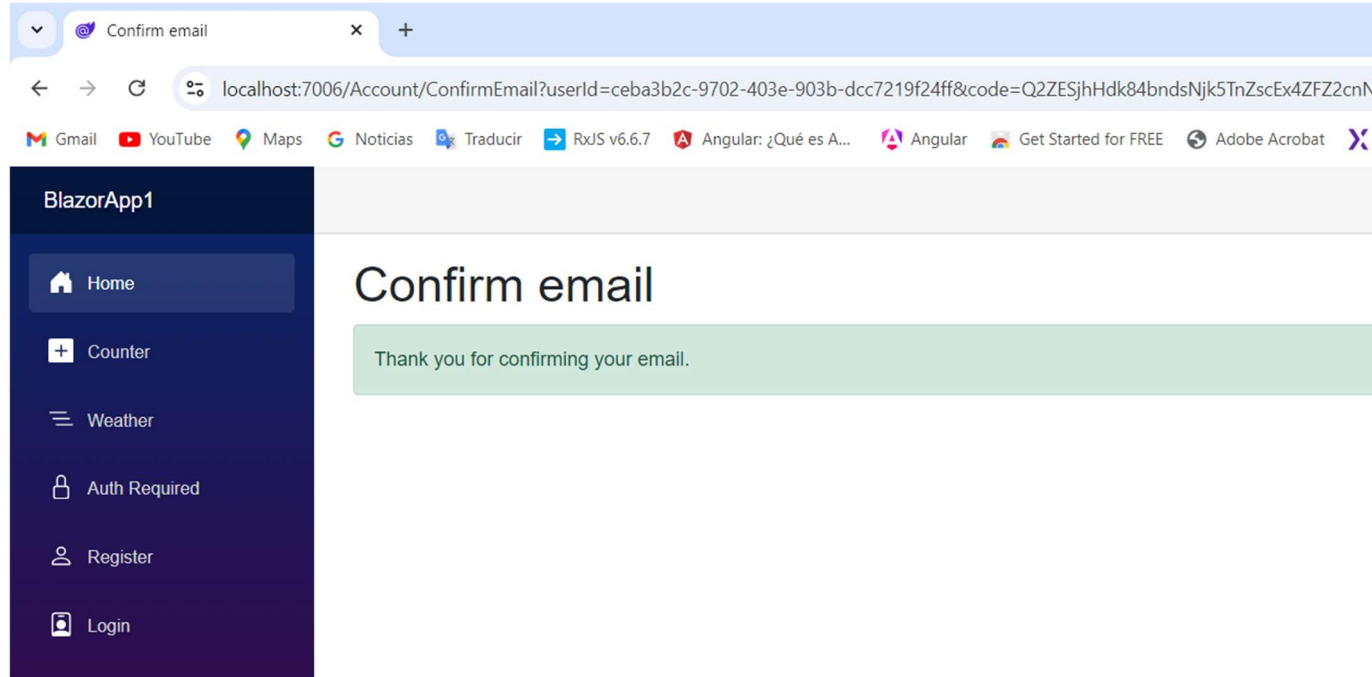 Confirm email
localhost:7006/Account/ConfirmEmail?userId=ceba3b2c-9702-403e-903b-dcc7219f24ff&code=Q2ZESjhHdk84bndsNjk5TnZscEx4ZFZ2cnN
Gmail YouTube Maps Noticias Traducir RxJS v6.6.7 Angular: ¿Qué es A... Angular Get Started for FREE Adobe Acrobat
BlazorApp1
Home
Counter
Weather
Auth Required
Register
Login
Confirm email
Thank you for confirming your email.